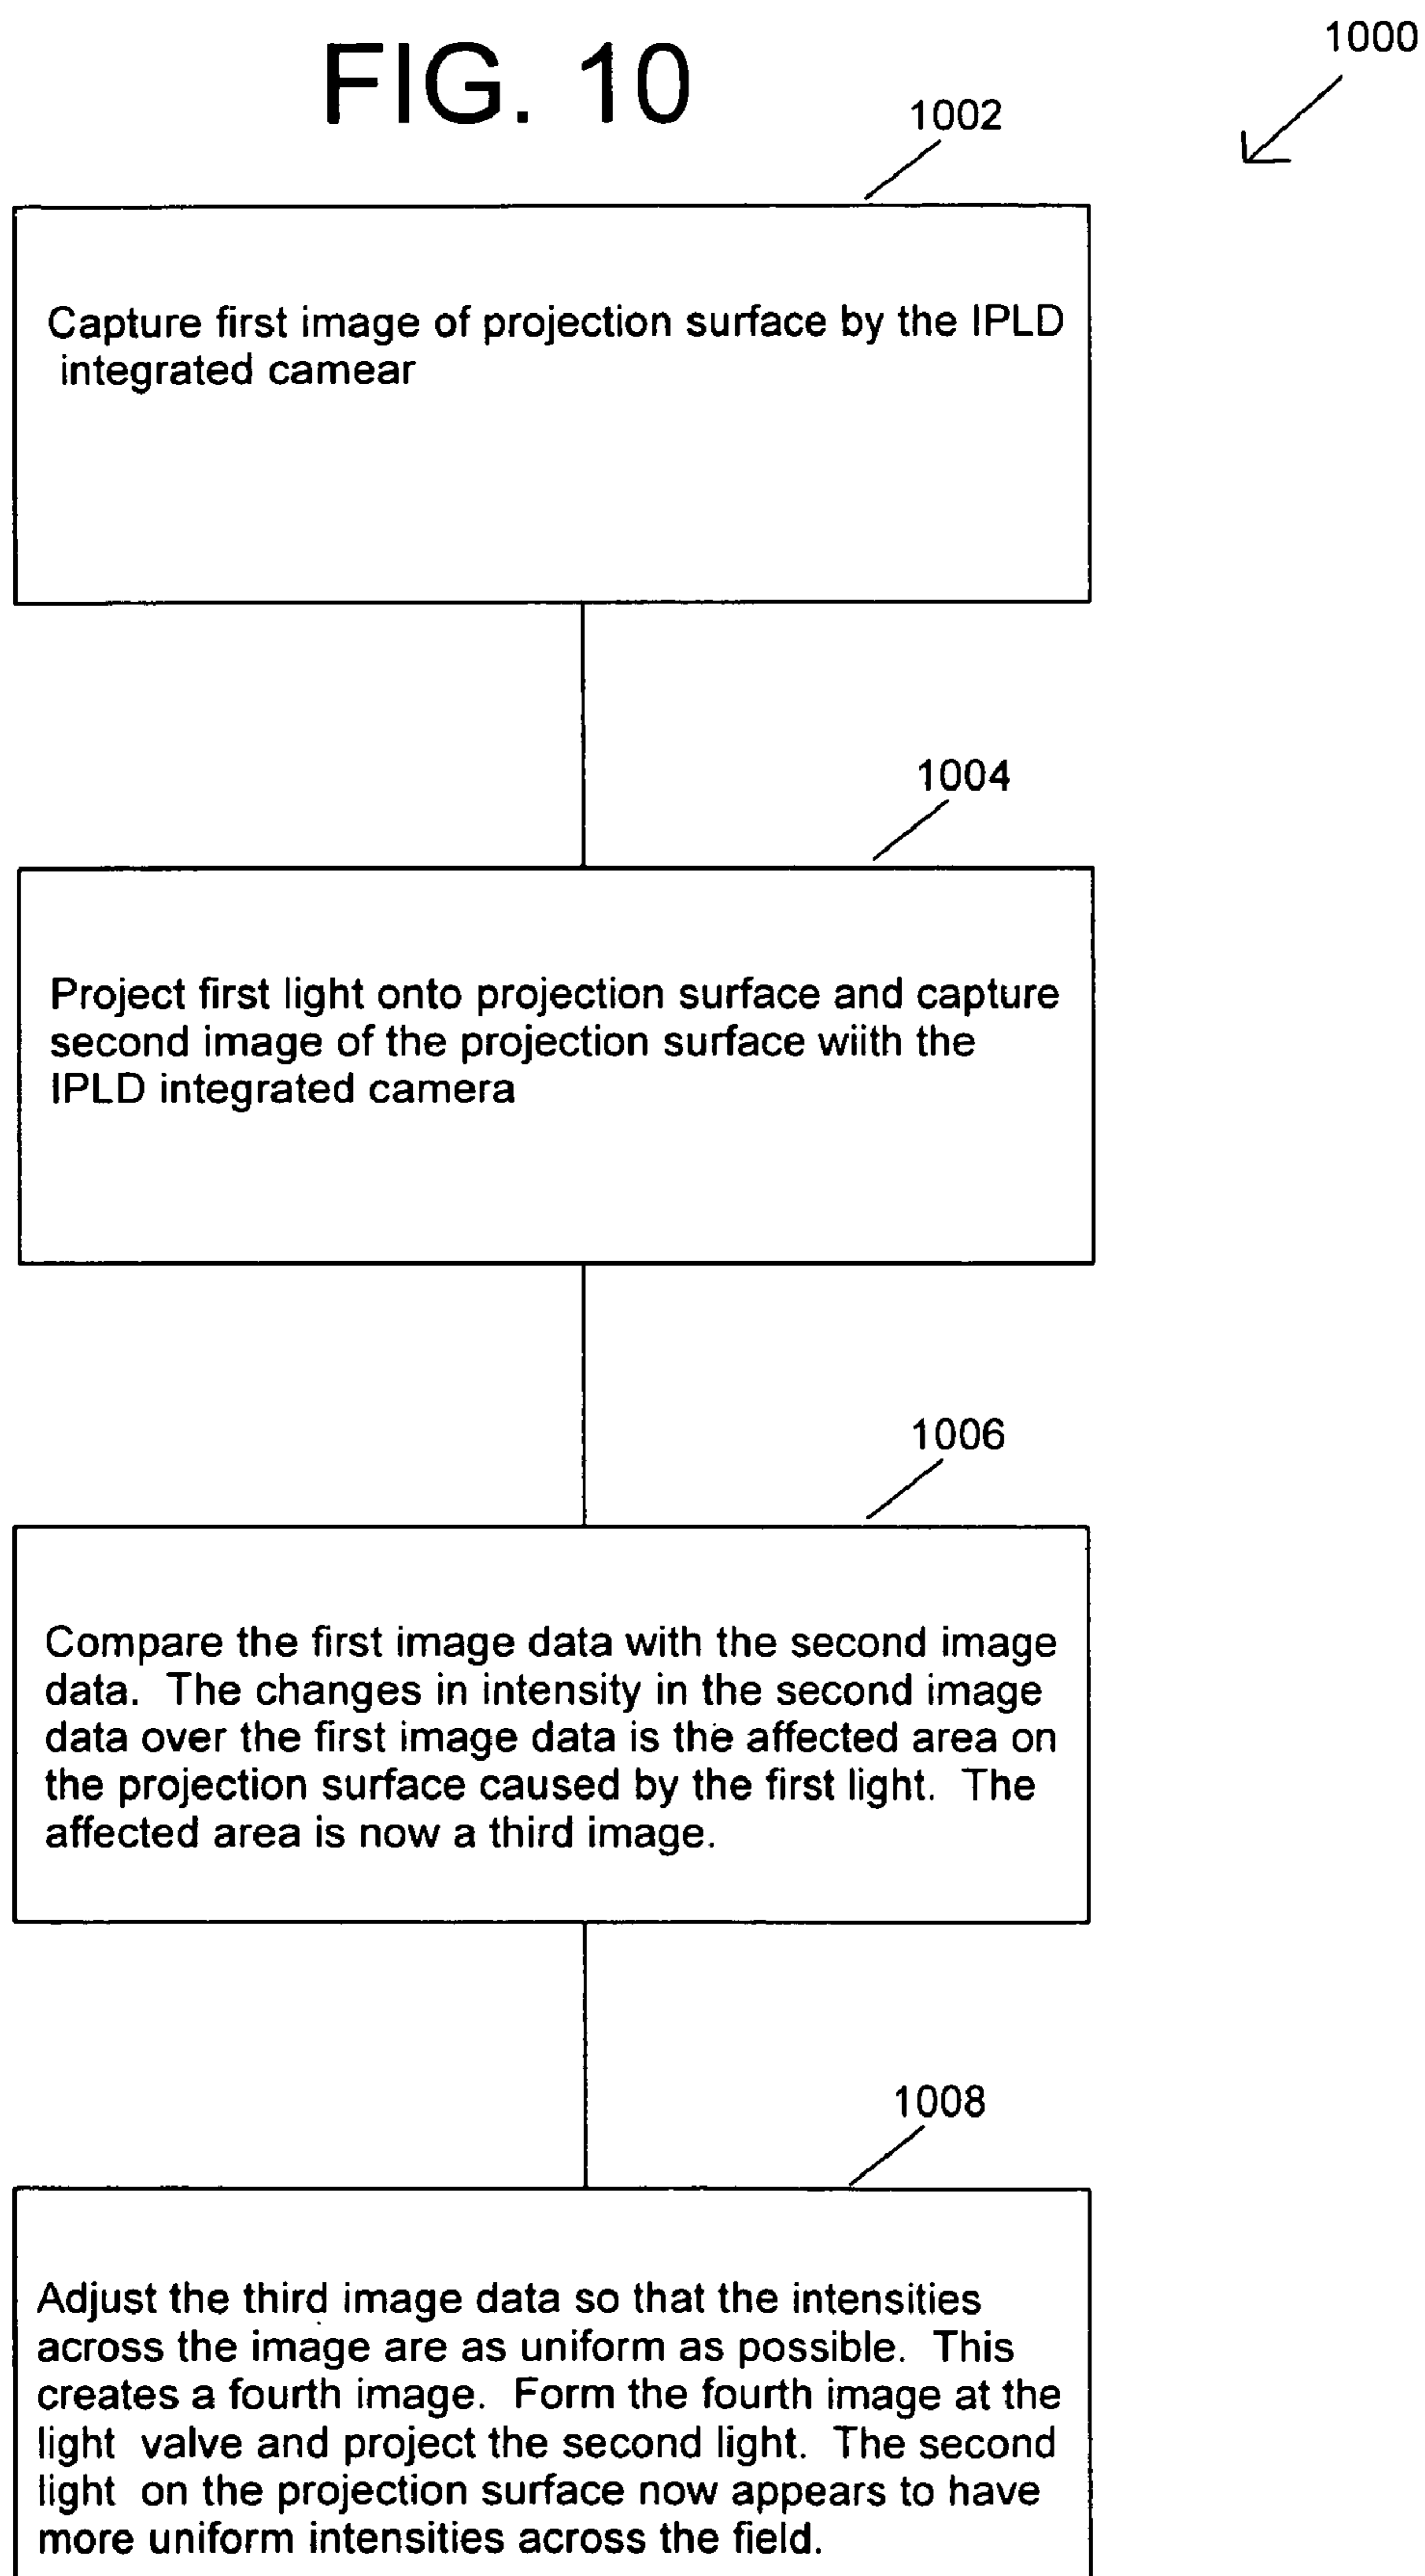 FIG. 10
1000
1002
Capture first image of projection surface by the IPLD
integrated camear
1004
Project first light onto projection surface and capture
second image of the projection surface wiith the
IPLD integrated camera
1006
Compare the first image data with the second image
data. The changes in intensity in the second image
data over the first image data is the affected area on
the projection surface caused by the first light. The
affected area is now a third image.
1008
Adjust the third image data so that the intensities
across the image are as uniform as possible. This
creates a fourth image. Form the fourth image at the
light valve and project the second light. The second
light on the projection surface now appears to have
more uniform intensities across the field.